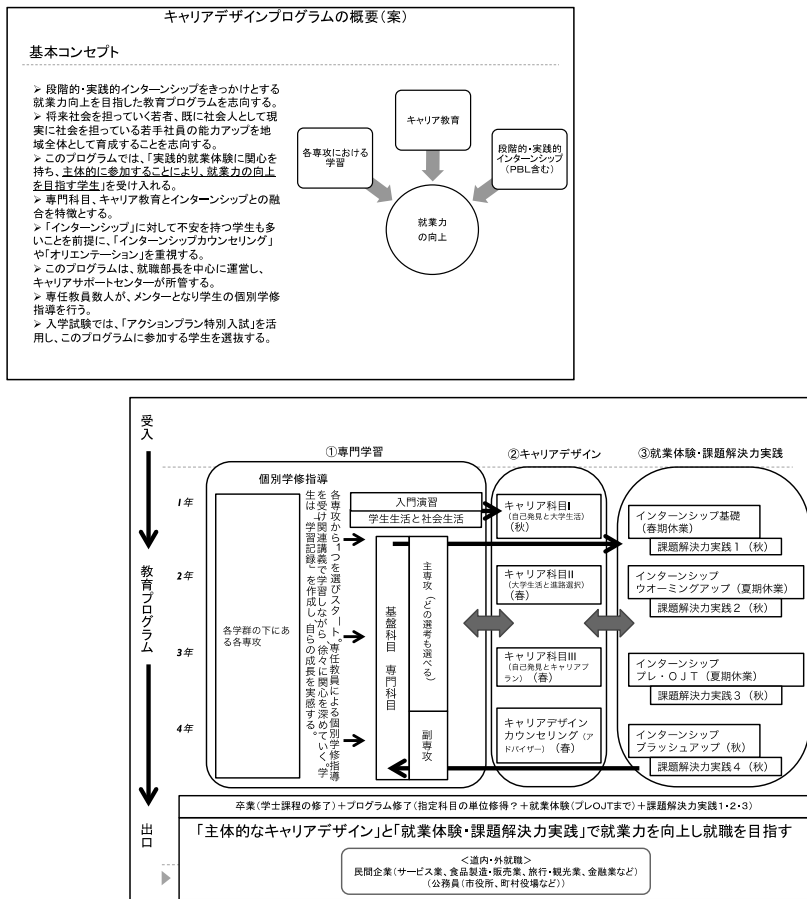 キャリアデザインプログラムの概要(案)
基本コンセプト
➢ 段階的・実践的インターンシップをきっかけとする
就業力向上を目指した教育プログラムを志向する。
➢ 将来社会を担っていく若者、既に社会人として現
実に社会を担っている若手社員の能力アップを地
域全体として育成することを志向する。
➢ このプログラムでは、「実践的就業体験に関心を
持ち、主体的に参加することにより、就業力の向上
を目指す学生」を受け入れる。
➢ 専門科目、キャリア教育とインターンシップとの融
合を特徴とする。
➢ 「インターンシップ」に対して不安を持つ学生も多
いことを前提に、「インターンシップカウンセリング」
や「オリエンテーション」を重視する。
➢ このプログラムは、就職部長を中心に運営し、
キャリアサポートセンターが所管する。
➢ 専任教員数人が、メンターとなり学生の個別学修
指導を行う。
➢ 入学試験では、「アクションプラン特別入試」を活
用し、このプログラムに参加する学生を選抜する。
各専攻における
学習
キャリア教育
段階的・実践的
インターンシップ
(PBL含む)
就業力
の向上
受入
教育プログラム
出口
1年
2年
3年
4年
①専門学習
個別学修指導
各学群の下にあ
る各専攻
各専攻から1つを選びスタート。専任教員による個別学修指導
を受け関連講義で学習しながら、徐々に関心を深めていく。学
生は、「学習記録」を作成し、自らの成長を実感する。
入門演習
学生生活と社会生活
基盤科目 専門科目
主専攻(どの選考も選べる)
副専攻
②キャリアデザイン
キャリア科目Ⅰ
(自己発見と大学生活)
(秋)
キャリア科目Ⅱ
(大学生活と進路選択)
(春)
キャリア科目Ⅲ
(自己発見とキャリアプ
ラン) (春)
キャリアデザイン
カウンセリング(ア
ドバイザー) (春)
③就業体験・課題解決力実践
インターンシップ基礎
(春期休業)
課題解決力実践1(秋)
インターンシップ
ウオーミングアップ(夏期休業)
課題解決力実践2(秋)
インターンシップ
プレ・OJT(夏期休業)
課題解決力実践3(秋)
インターンシップ
ブラッシュアップ(秋)
課題解決力実践4(秋)
卒業(学士課程の修了)+プログラム修了(指定科目の単位修得?+就業体験(プレOJTまで)+課題解決力実践1・2・3)
「主体的なキャリアデザイン」と「就業体験・課題解決力実践」で就業力を向上し就職を目指す
<道内・外就職>
民間企業(サービス業、食品製造・販売業、旅行・観光業、金融業など)
(公務員(市役所、町村役場など))